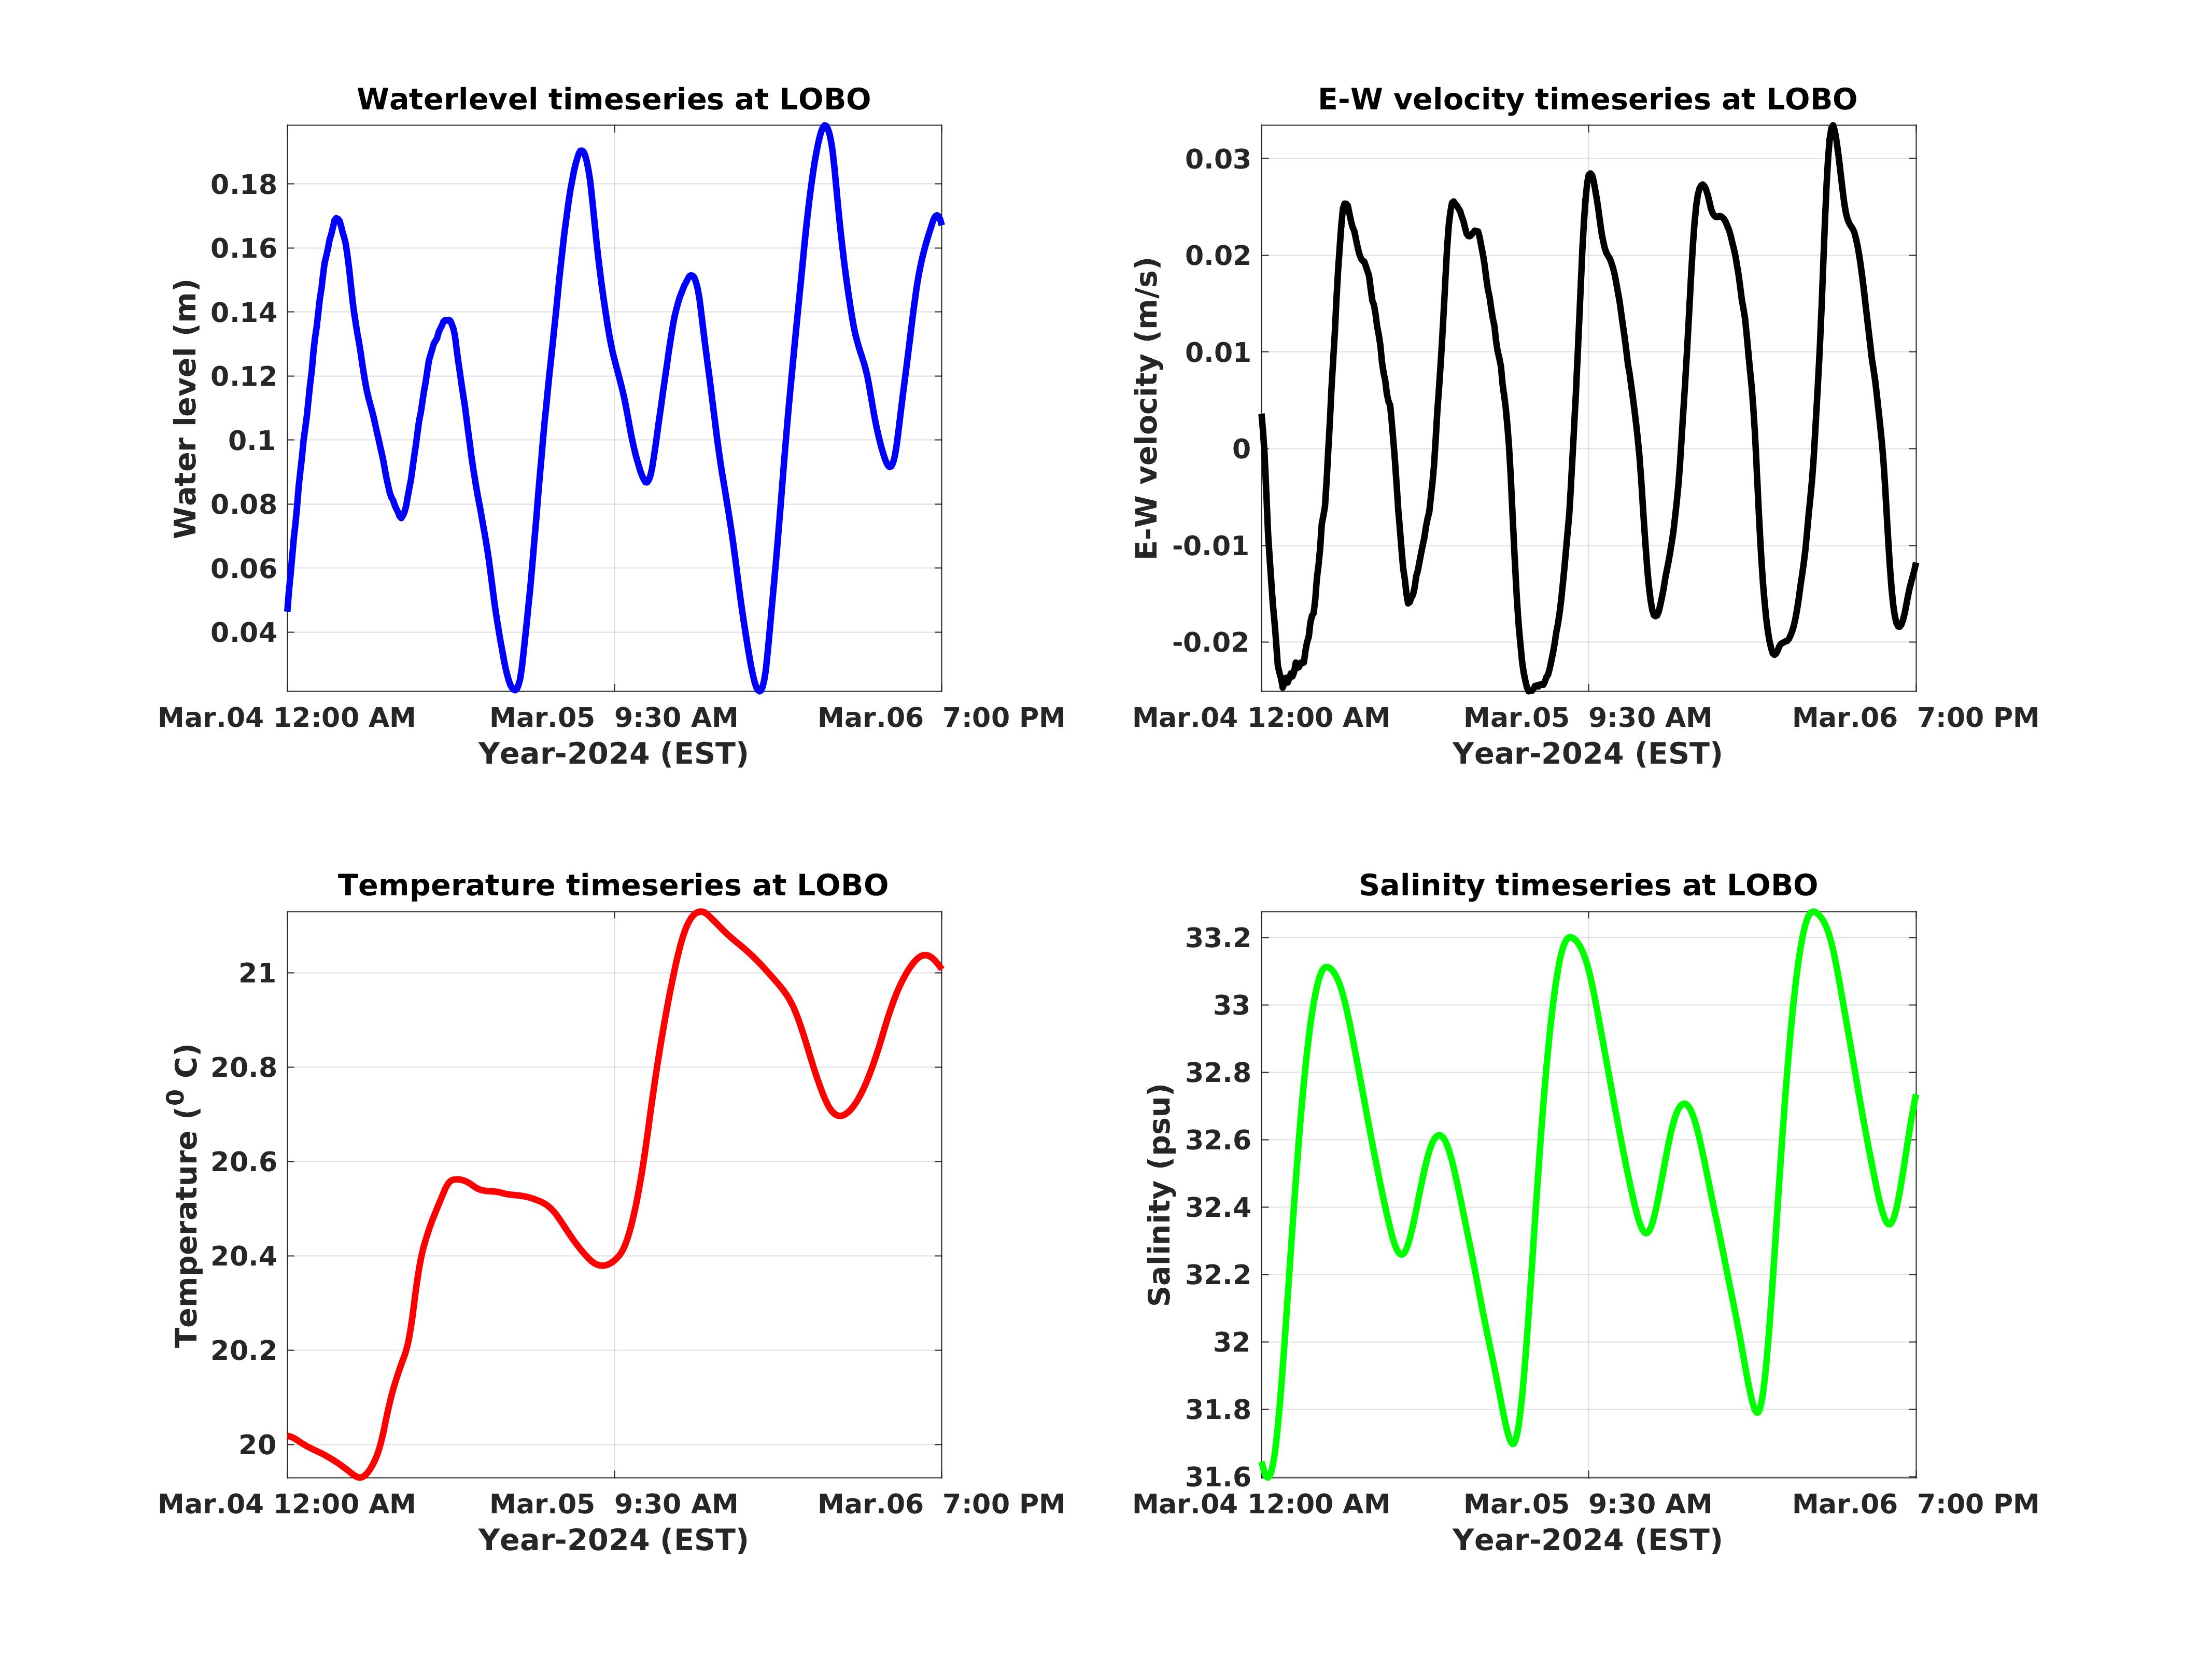 Waterlevel timeseries at LOBO
Water level (m)
0.18
0.16
0.14
0.12
0.1
0.08
0.06
0.04
Mar.04 12:00 AM Mar.05 9:30 AM Mar.06 7:00 PM
Year-2024 (EST)
E-W velocity timeseries at LOBO
E-W velocity (m/s)
0.03
0.02
0.01
0
-0.01
-0.02
Mar.04 12:00 AM Mar.05 9:30 AM Mar.06 7:00 PM
Year-2024 (EST)
Temperature timeseries at LOBO
Temperature (⁰ C)
21
20.8
20.6
20.4
20.2
20
Mar.04 12:00 AM Mar.05 9:30 AM Mar.06 7:00 PM
Year-2024 (EST)
Salinity timeseries at LOBO
Salinity (psu)
33.2
33
32.8
32.6
32.4
32.2
32
31.8
31.6
Mar.04 12:00 AM Mar.05 9:30 AM Mar.06 7:00 PM
Year-2024 (EST)